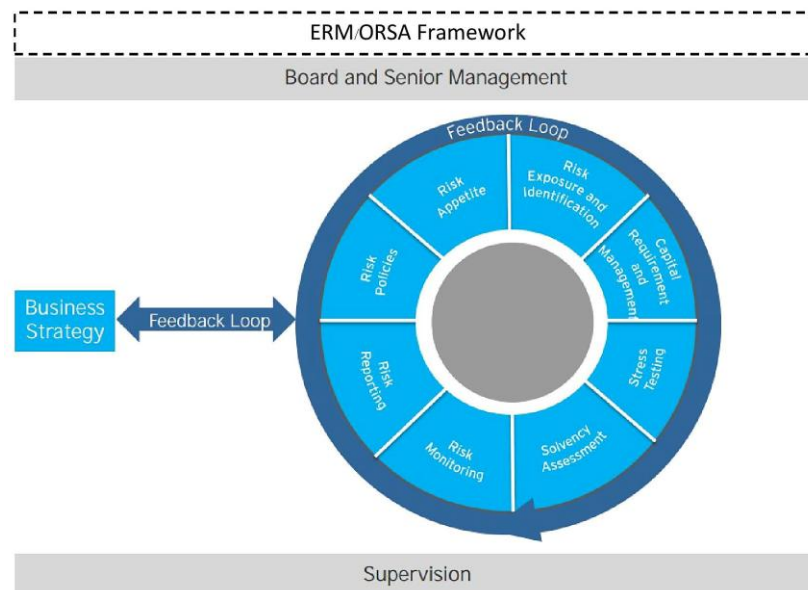 ERM/ORSA Framework
Board and Senior Management
Feedback Loop
Risk
Appetite
Risk
Exposure and
Identification
Capital
Requirement
and
Management
Stress
Testing
Solvency
Assessment
Risk
Monitoring
Risk
Reporting
Risk
Policies
Business
Strategy
Feedback Loop
Supervision